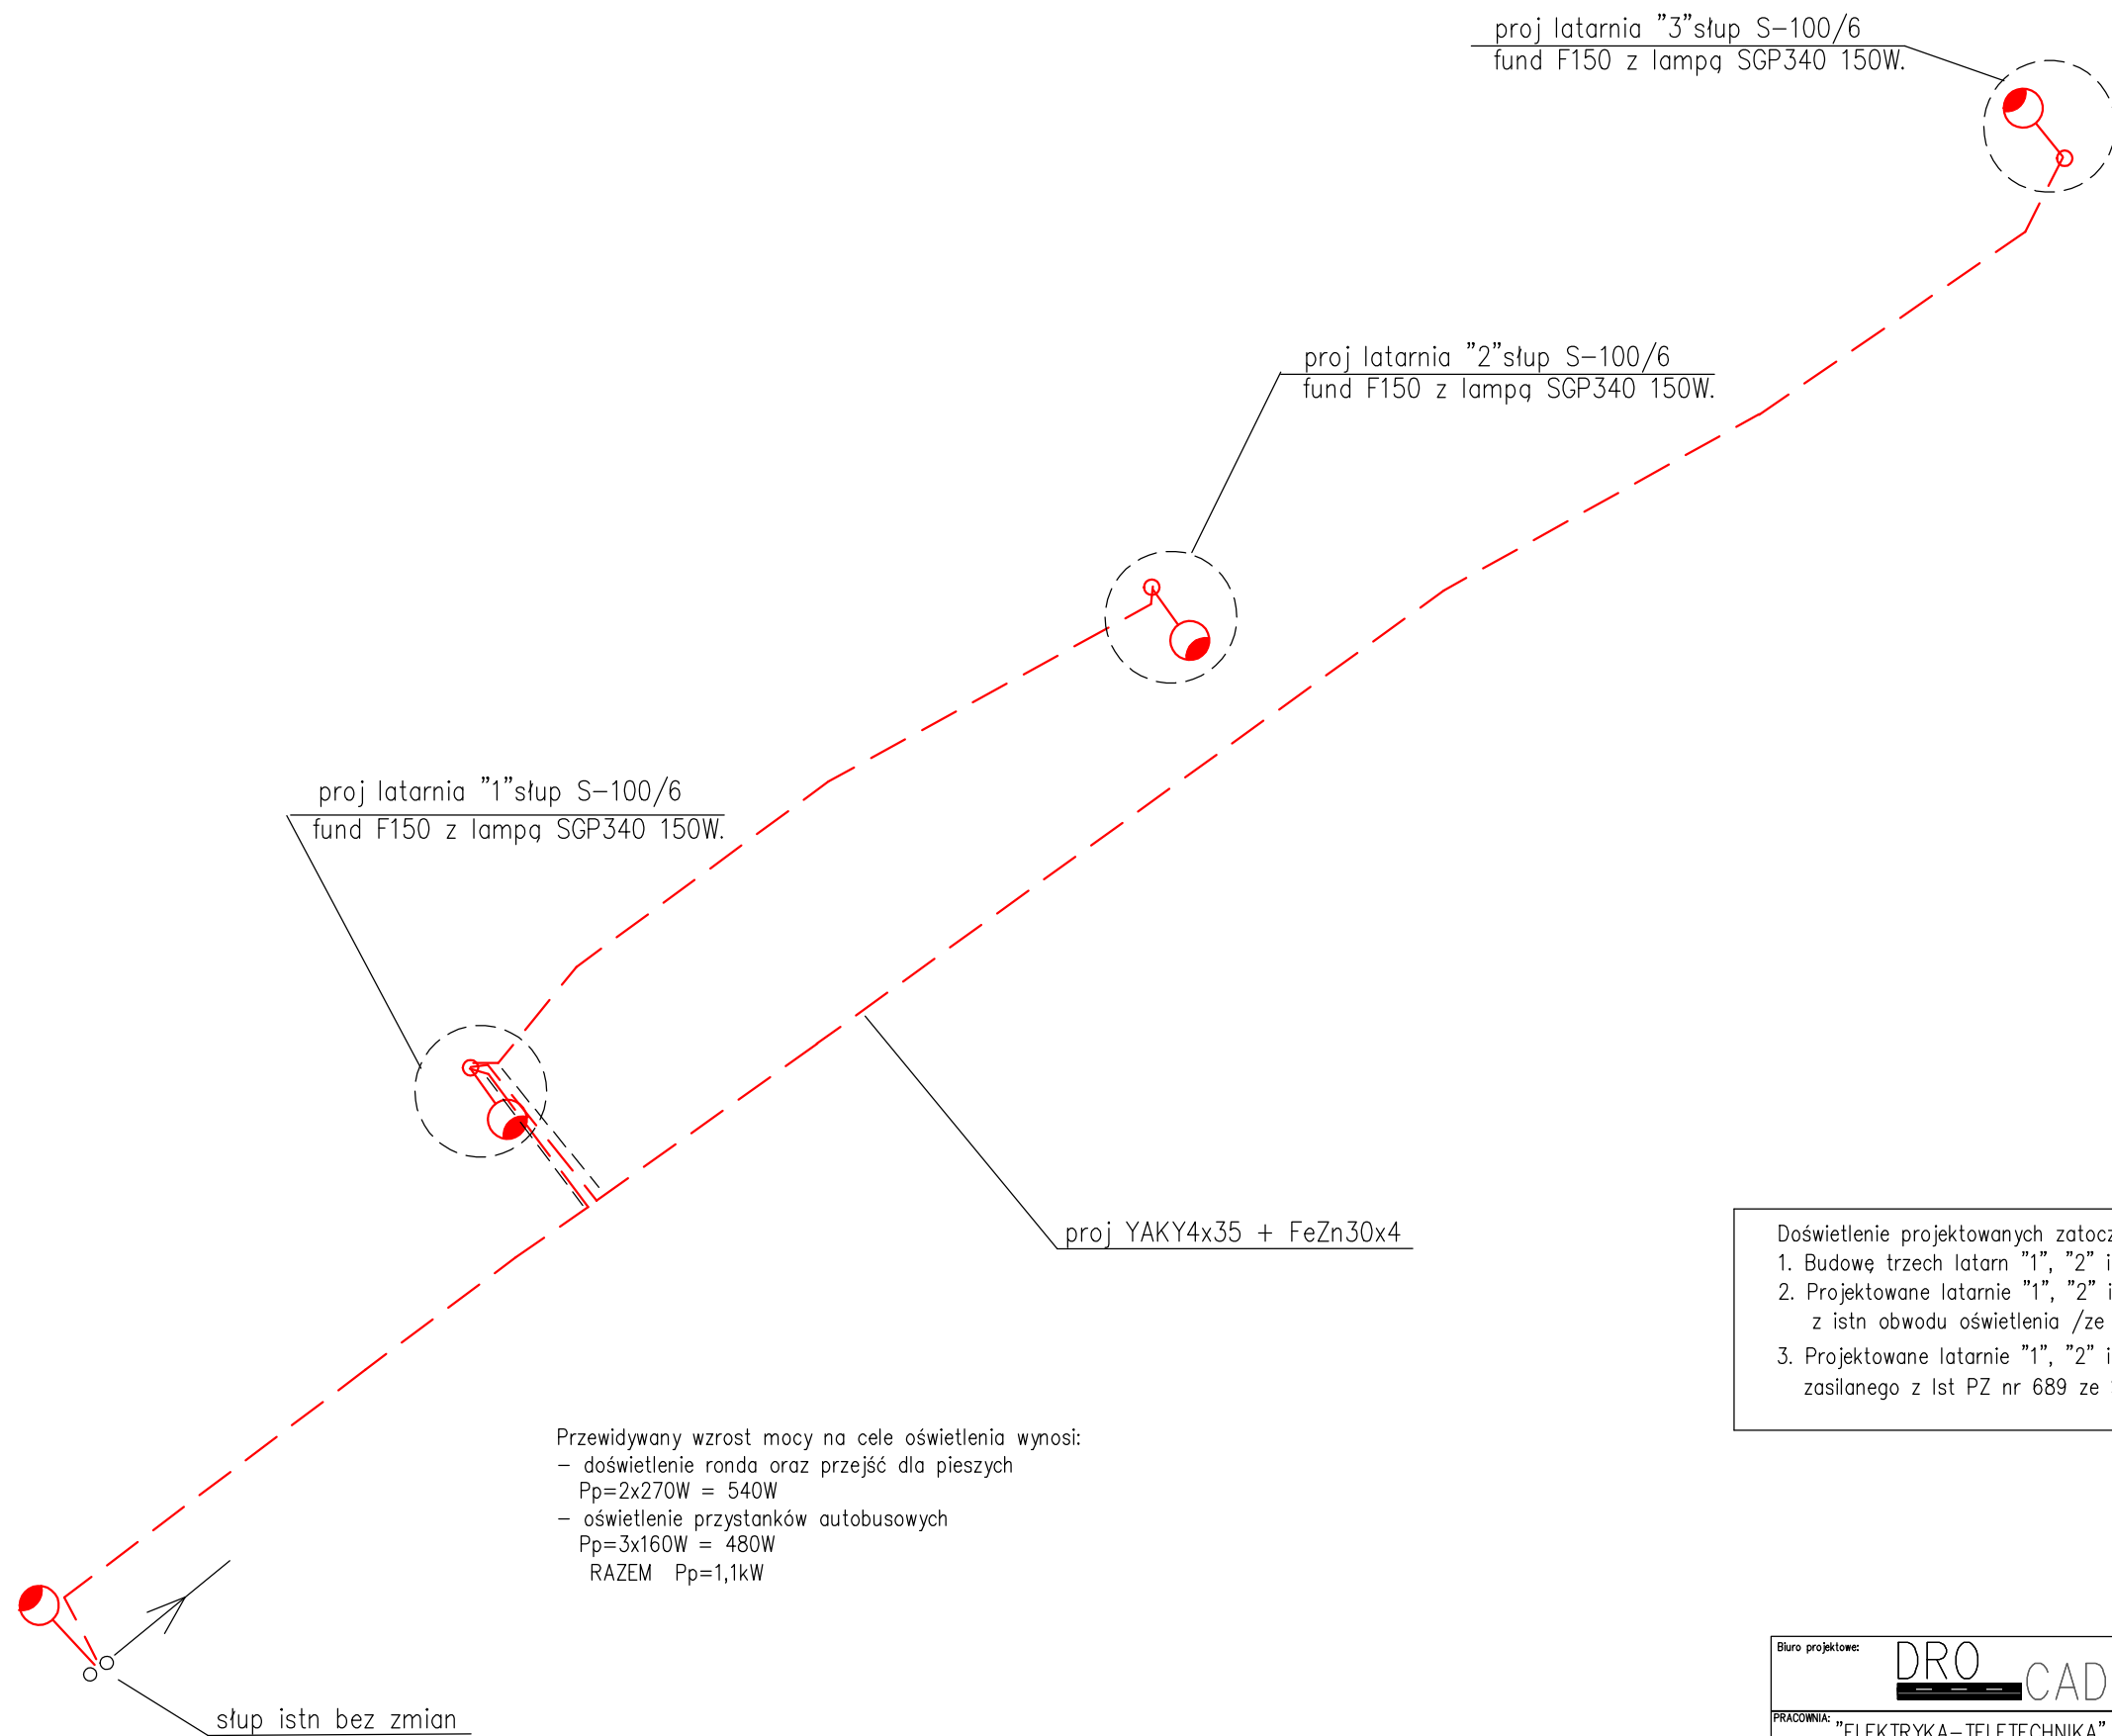 proj latarnia "3"słup S-100/6
fund F150 z lampą SGP340 150W.
proj latarnia "2"słup S-100/6
fund F150 z lampą SGP340 150W.
proj latarnia "1"słup S-100/6
fund F150 z lampą SGP340 150W.
proj YAKY4x35 + FeZn30x4
Doświetlenie projektowanych zatocz
1. Budowę trzech latarn "1", "2" i
2. Projektowane latarnie "1", "2" i
z istn obwodu oświetlenia /ze
3. Projektowane latarnie "1", "2" i
zasilanego z Ist PZ nr 689 ze
Przewidywany wzrost mocy na cele oświetlenia wynosi:
- doświetlenie ronda oraz przejść dla pieszych
Pp=2x270W = 540W
- oświetlenie przystanków autobusowych
Pp=3x160W = 480W
RAZEM Pp=1,1kW
słup istn bez zmian
Biuro projektowe:
DRO CAD
PRACOWNIA:
"ELEKTRYKA-TELETECHNIKA"